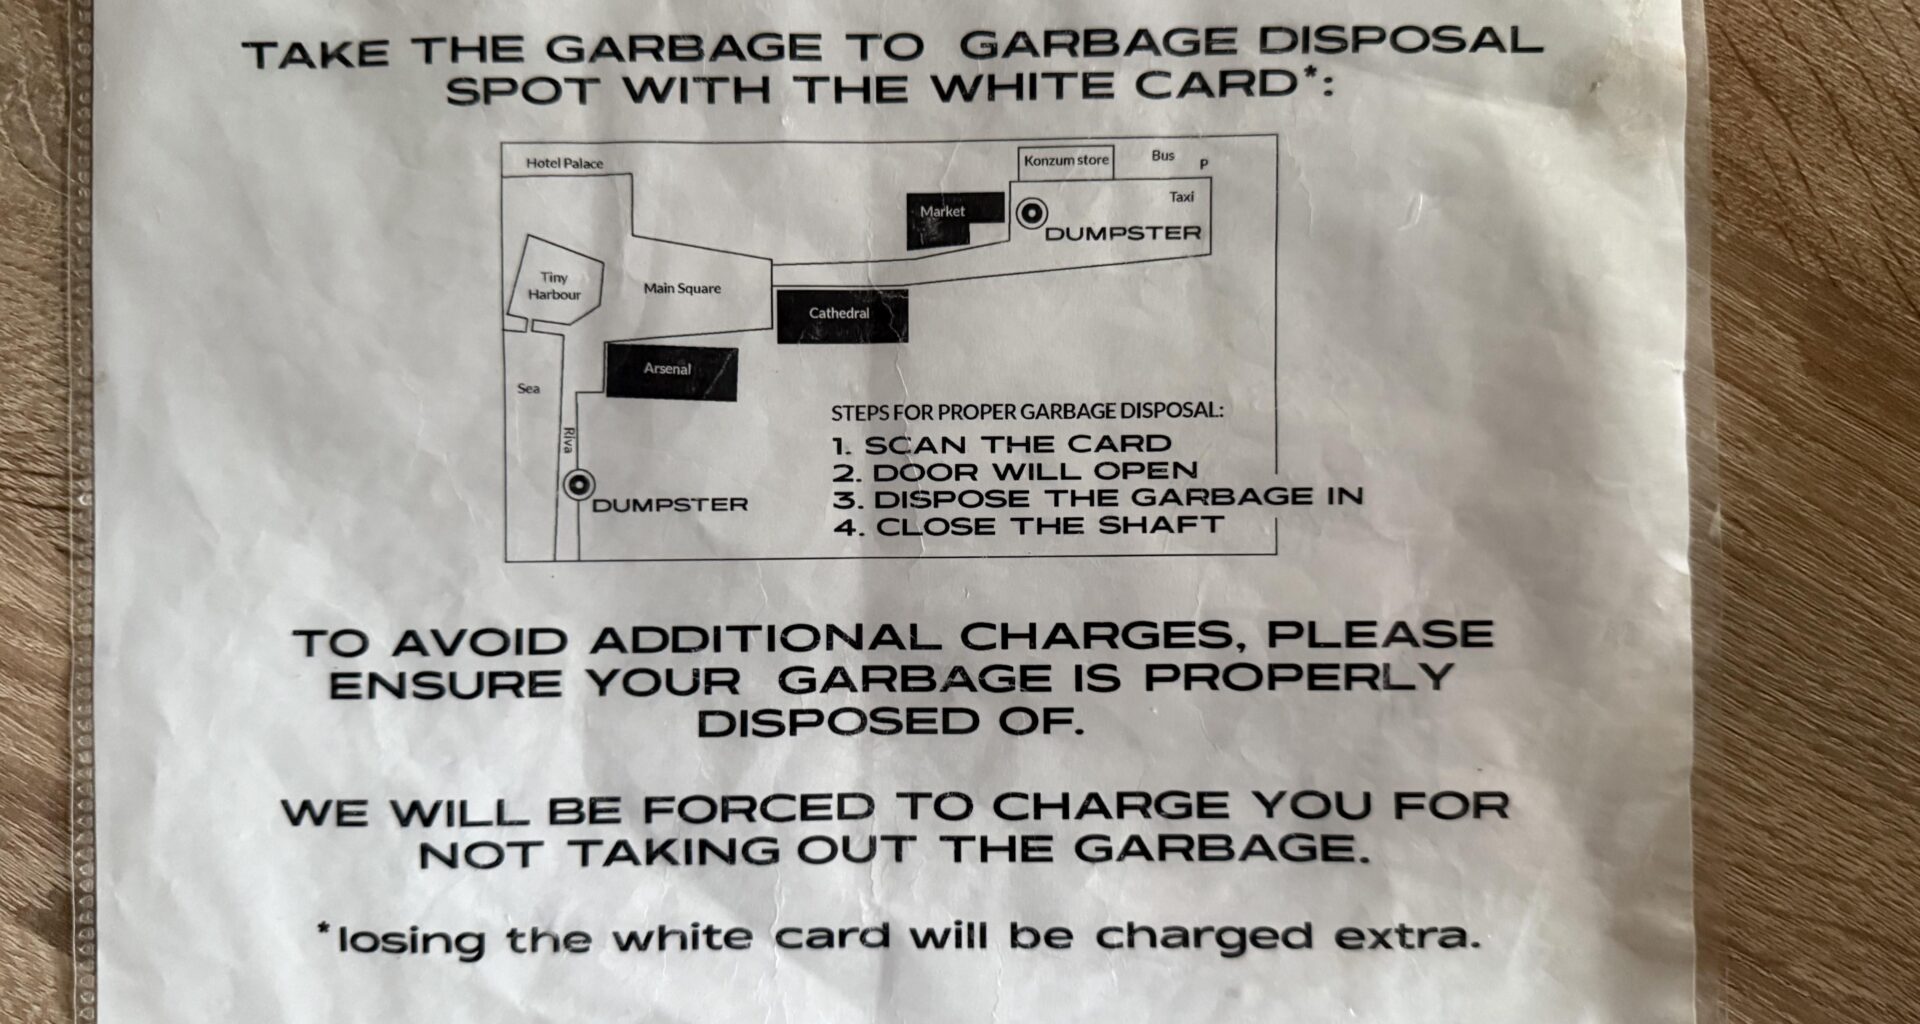 TAKE THE GARBAGE TO GARBAGE DISPOSAL
SPOT WITH THE WHITE CARD*:
Hotel Palace
Konzum store
Bus
P
Taxi
Market
DUMPSTER
Tiny
Harbour
Main Square
Cathedral
Arsenal
Sea
Riva
DUMPSTER
STEPS FOR PROPER GARBAGE DISPOSAL:
1. SCAN THE CARD
2. DOOR WILL OPEN
3. DISPOSE THE GARBAGE IN
4. CLOSE THE SHAFT
TO AVOID ADDITIONAL CHARGES, PLEASE
ENSURE YOUR GARBAGE IS PROPERLY
DISPOSED OF.
WE WILL BE FORCED TO CHARGE YOU FOR
NOT TAKING OUT THE GARBAGE.
*losing the white card will be charged extra.